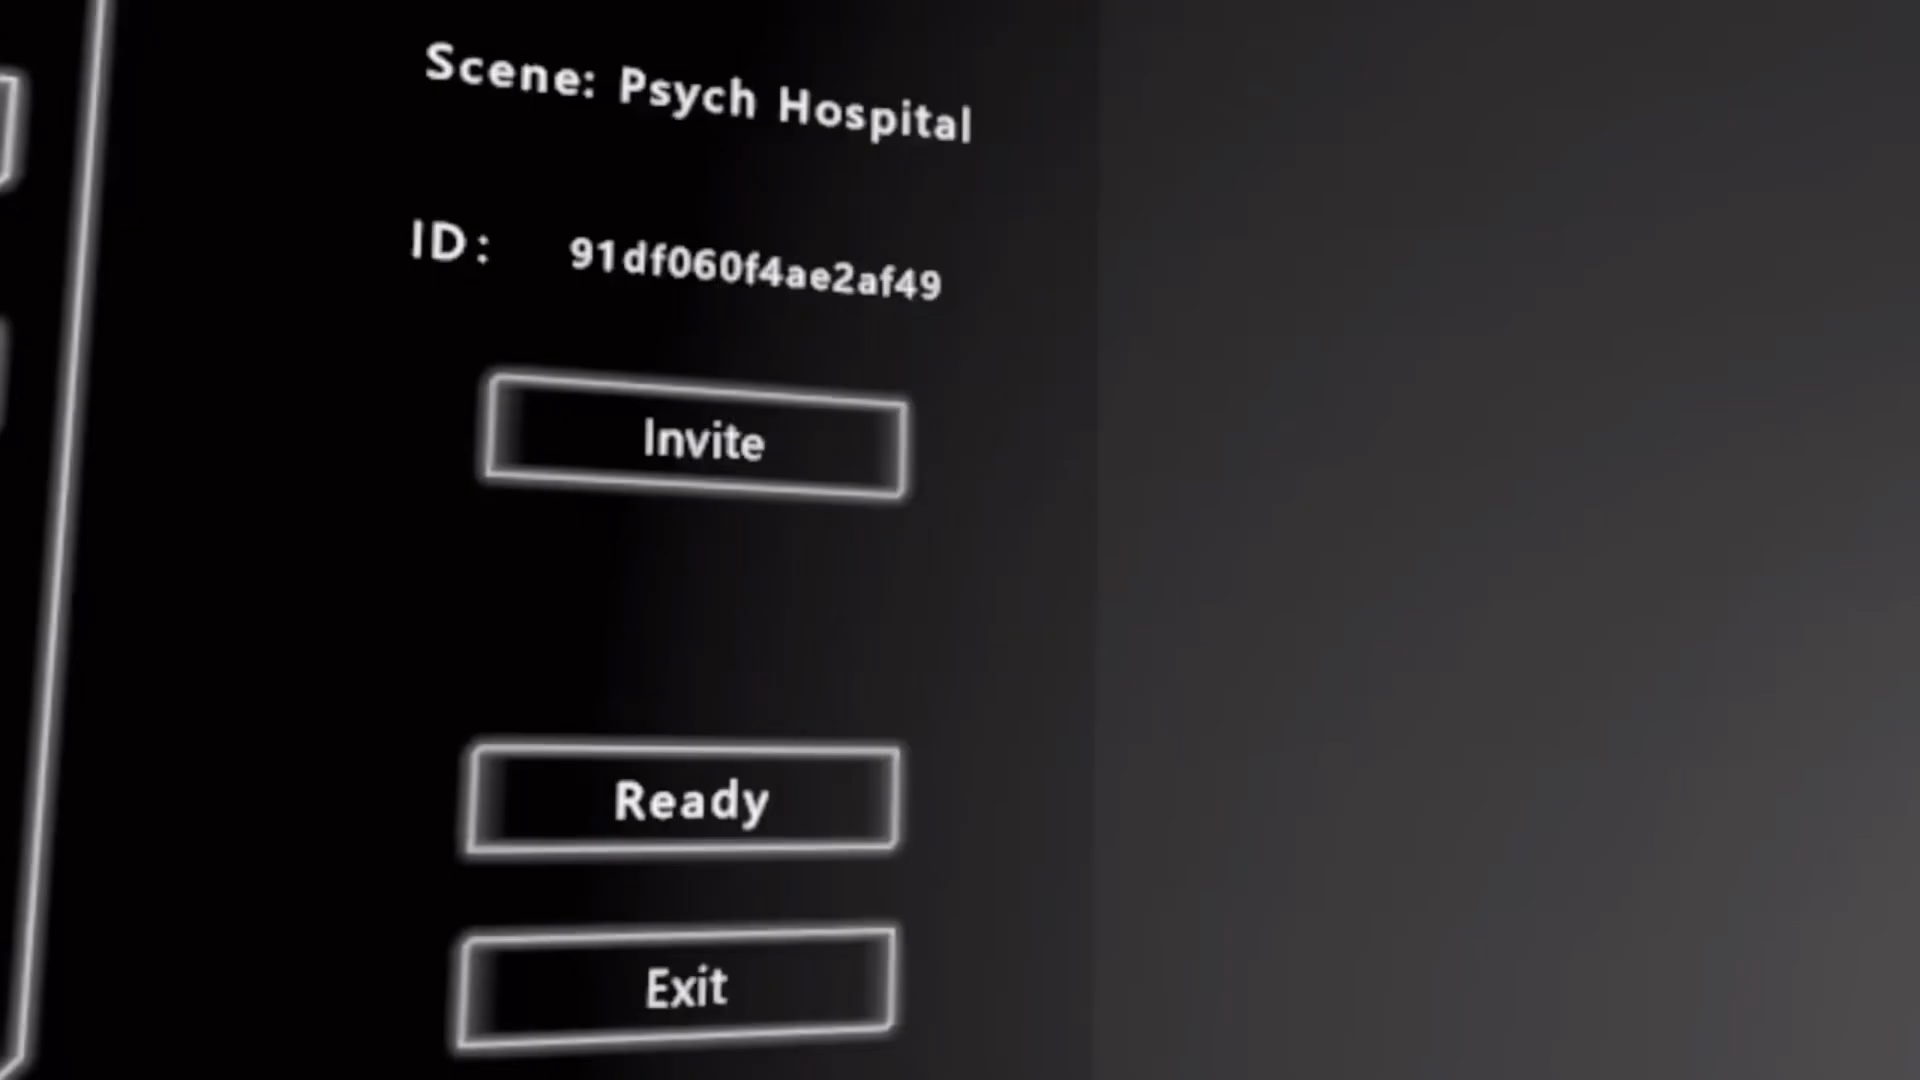 Scene: Psych Hospital
ID: 91df060f4ae2af49
Invite
Ready
Exit